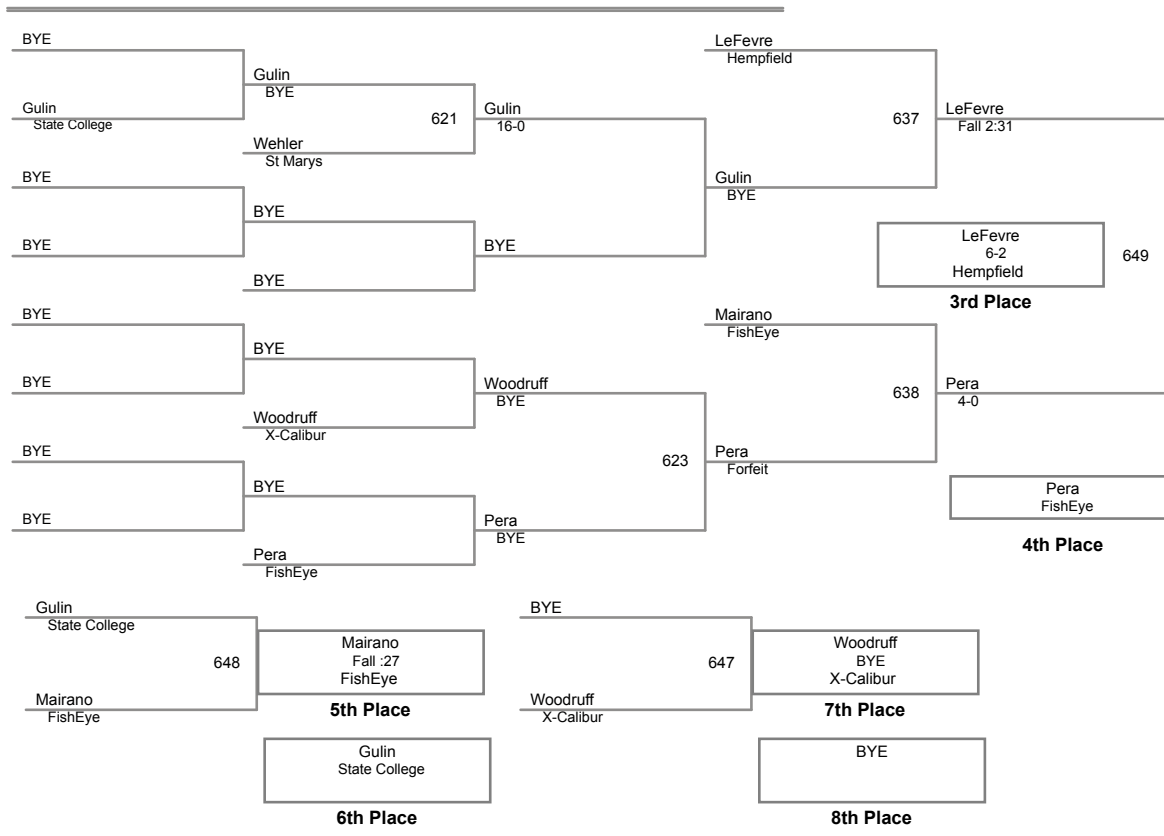 BYE
Gulin
State College
BYE
BYE
BYE
BYE
BYE
BYE
Gulin
BYE
Wehler
St Marys
BYE
BYE
BYE
Woodruff
X-Calibur
BYE
Pera
FishEye
621
Gulin
16-0
BYE
Woodruff
BYE
Pera
BYE
623
LeFevre
Hempfield
Gulin
BYE
Mairano
FishEye
Pera
Forfeit
637
638
LeFevre
Fall 2:31
LeFevre
6-2
Hempfield
649
3rd Place
Pera
4-0
Pera
FishEye
4th Place
Gulin
State College
Mairano
FishEye
648
Mairano
Fall :27
FishEye
5th Place
Gulin
State College
6th Place
BYE
Woodruff
X-Calibur
647
Woodruff
BYE
X-Calibur
7th Place
BYE
8th Place